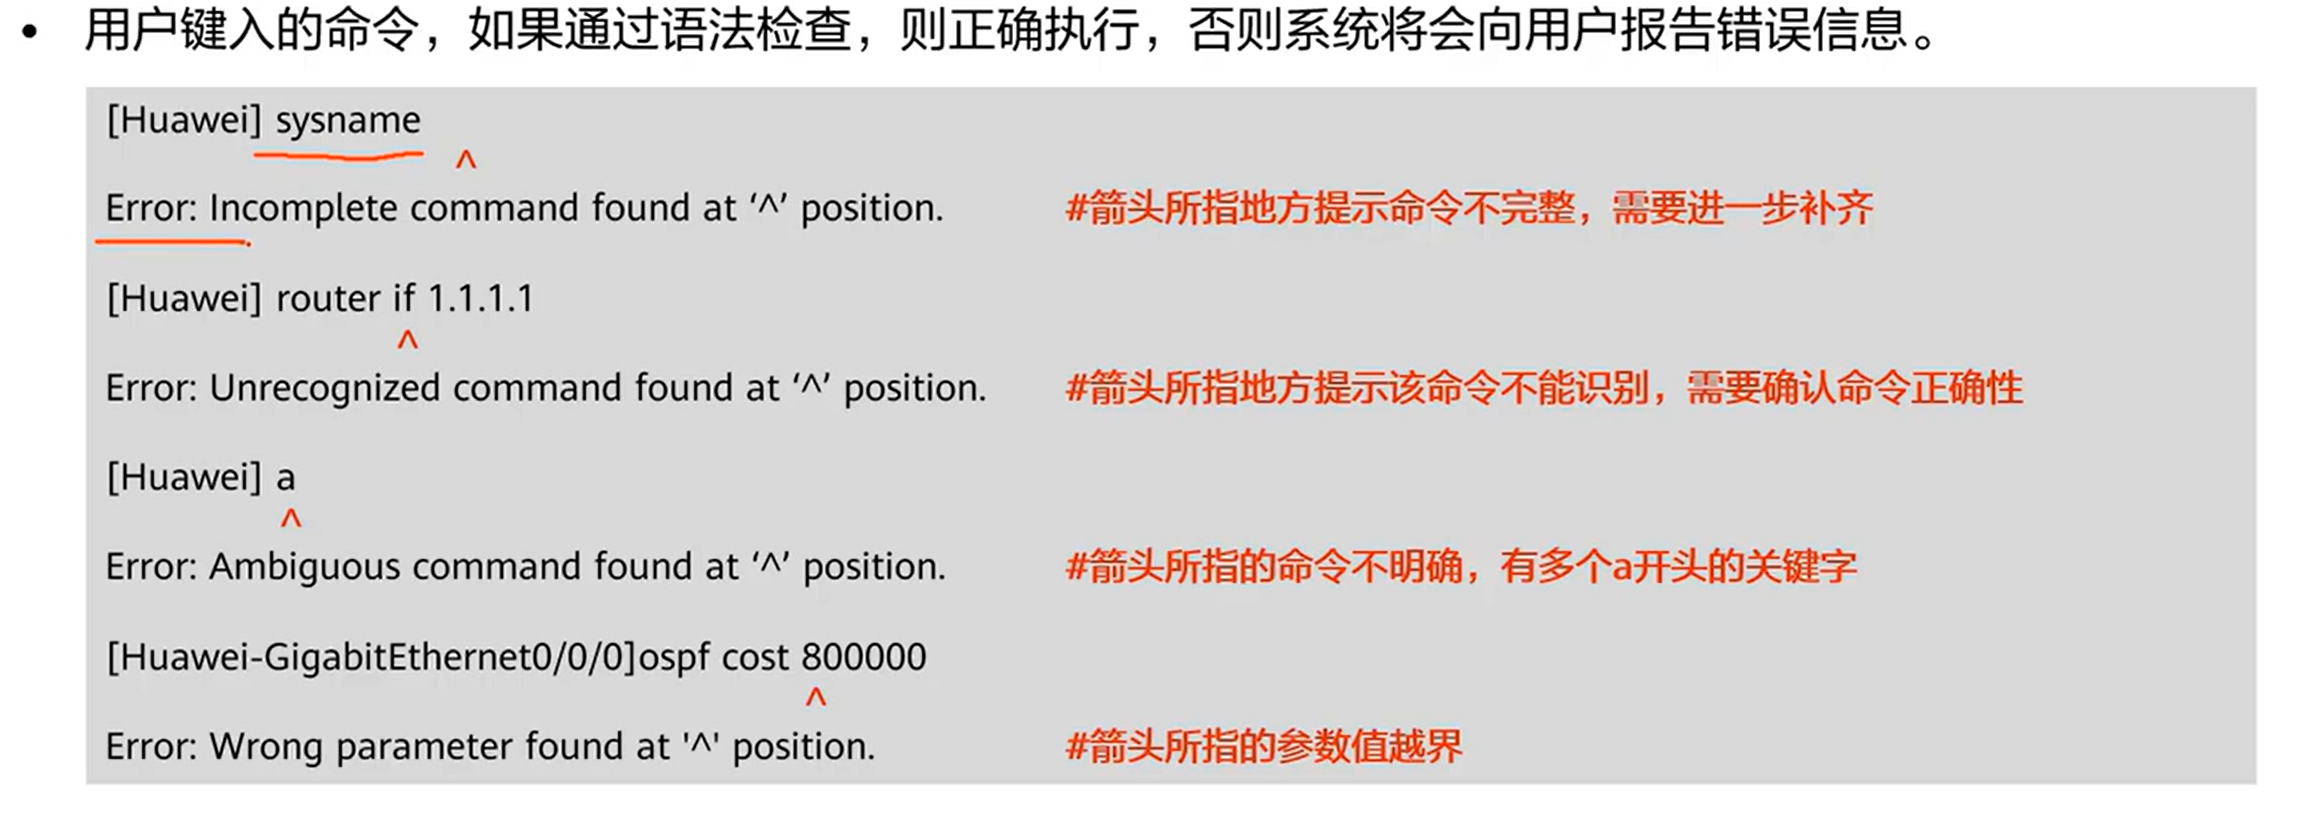 • 用户键入的命令，如果通过语法检查，则正确执行，否则系统将会向用户报告错误信息。
[Huawei] sysname
^
Error: Incomplete command found at ‘^’ position. #箭头所指地方提示命令不完整，需要进一步补齐
[Huawei] router if 1.1.1.1
^
Error: Unrecognized command found at ‘^’ position. #箭头所指地方提示该命令不能识别，需要确认命令正确性
[Huawei] a
^
Error: Ambiguous command found at ‘^’ position. #箭头所指的命令不明确，有多个a开头的关键字
[Huawei-GigabitEthernet0/0/0]ospf cost 800000
^
Error: Wrong parameter found at '^' position. #箭头所指的参数值越界